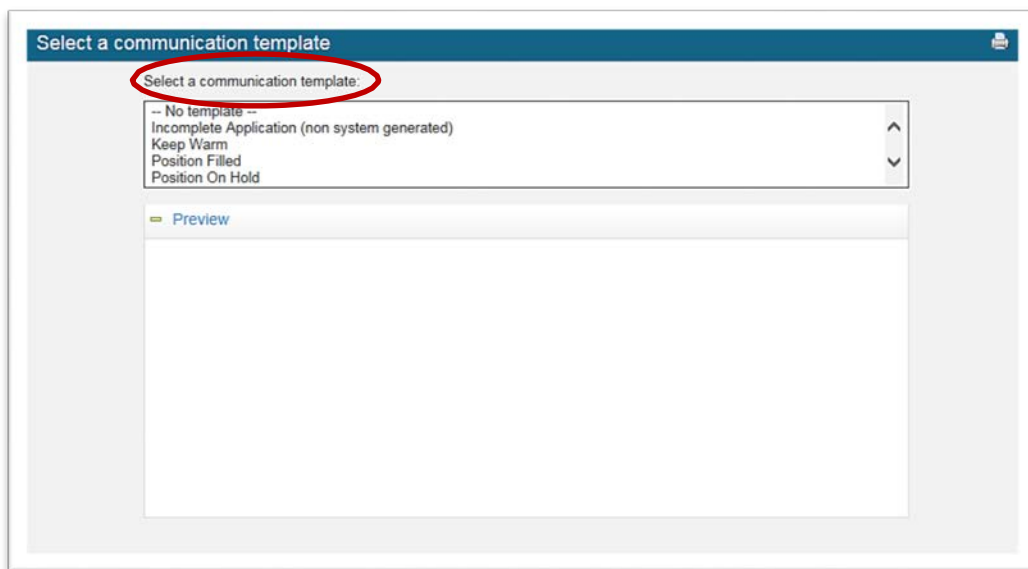 Select a communication template
Select a communication template:
-- No template --
Incomplete Application (non system generated)
Keep Warm
Position Filled
Position On Hold
Preview